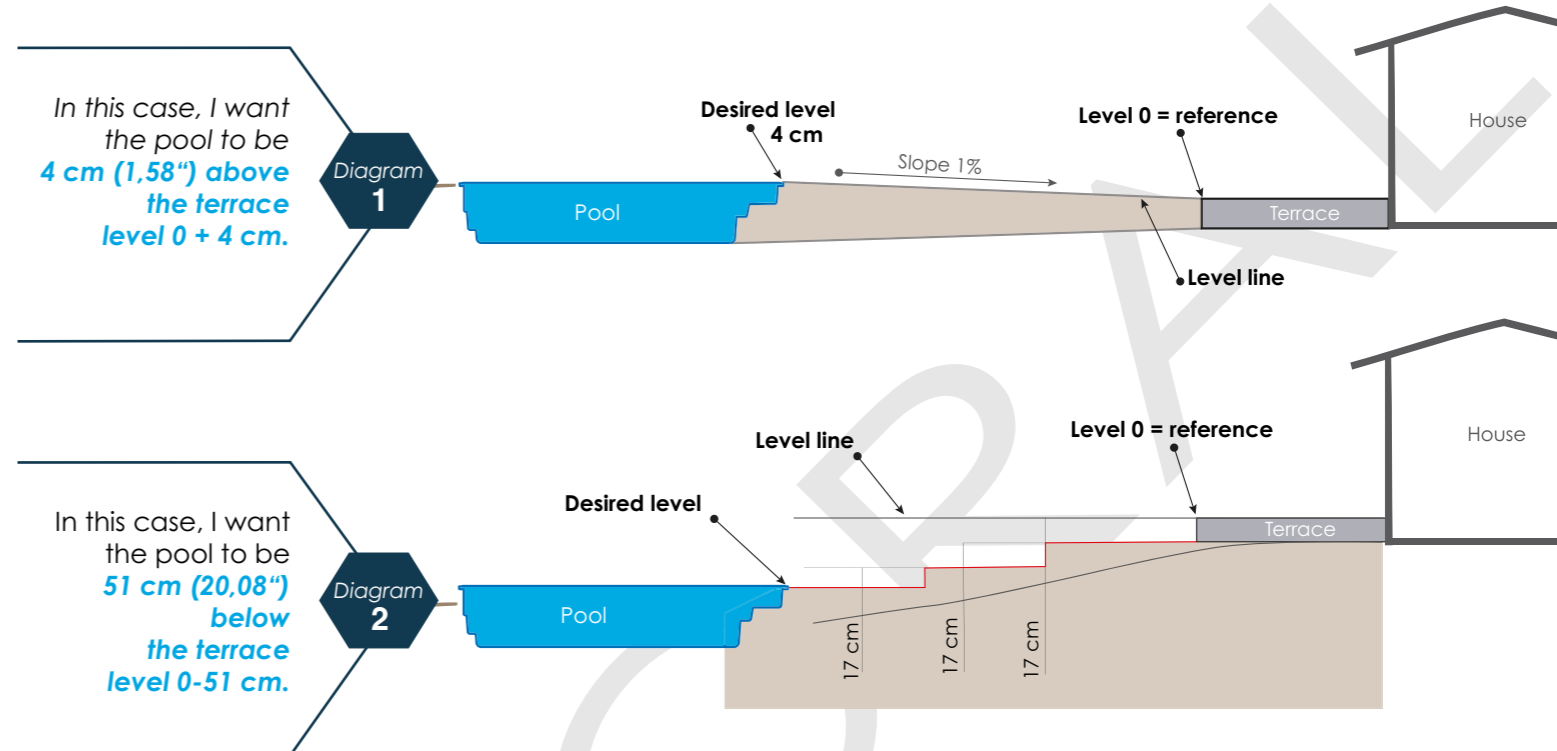 In this case, I want
the pool to be
4 cm (1,58“) above
the terrace
level 0 + 4 cm.
Diagram
1
Desired level
4 cm
Slope 1%
Level 0 = reference
House
Pool
Terrace
Level line
In this case, I want
the pool to be
51 cm (20,08“)
below
the terrace
level 0-51 cm.
Diagram
2
Level line
Level 0 = reference
House
Desired level
Terrace
Pool
17 cm
17 cm
17 cm